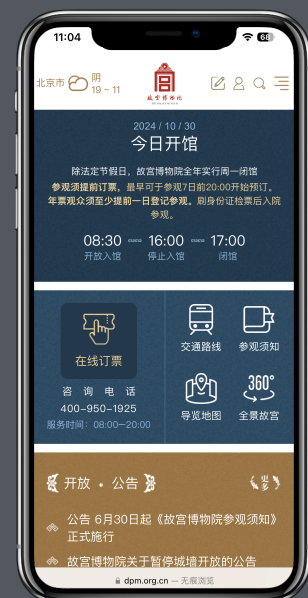 11:04
68
北京市 阴
19 - 11
故宫博物院
2024 / 10 / 30
今日开馆
除法定节假日，故宫博物院全年实行周一闭馆
参观须提前订票，最早可于参观7日前20:00开始预订。
年票观众须至少提前一日登记参观。刷身份证检票后入院
参观。
08:30 16:00 17:00
开放入馆 停止入馆 闭馆
在线订票
咨询电话
400-950-1925
服务时间：08:00—20:00
交通路线 参观须知
360°
导览地图 全景故宫
开放 · 公告 更多
公告 6月30日起《故宫博物院参观须知》
正式施行
故宫博物院关于暂停城墙开放的公告
dpm.org.cn — 无痕浏览